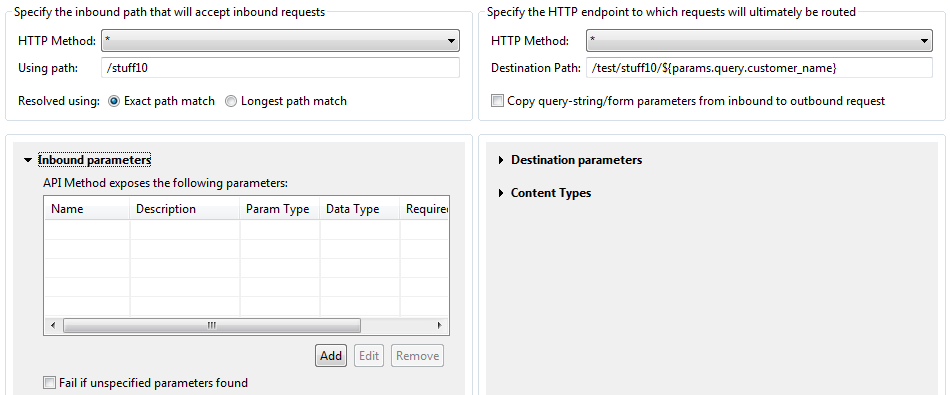 Specify the inbound path that will accept inbound requests
HTTP Method: *
Using path: /stuff10
Resolved using: Exact path match Longest path match
Inbound parameters
API Method exposes the following parameters:
Name Description Param Type Data Type Required
Add Edit Remove
Fail if unspecified parameters found
Specify the HTTP endpoint to which requests will ultimately be routed
HTTP Method: *
Destination Path: /test/stuff10/${params.query.customer_name}
Copy query-string/form parameters from inbound to outbound request
Destination parameters
Content Types